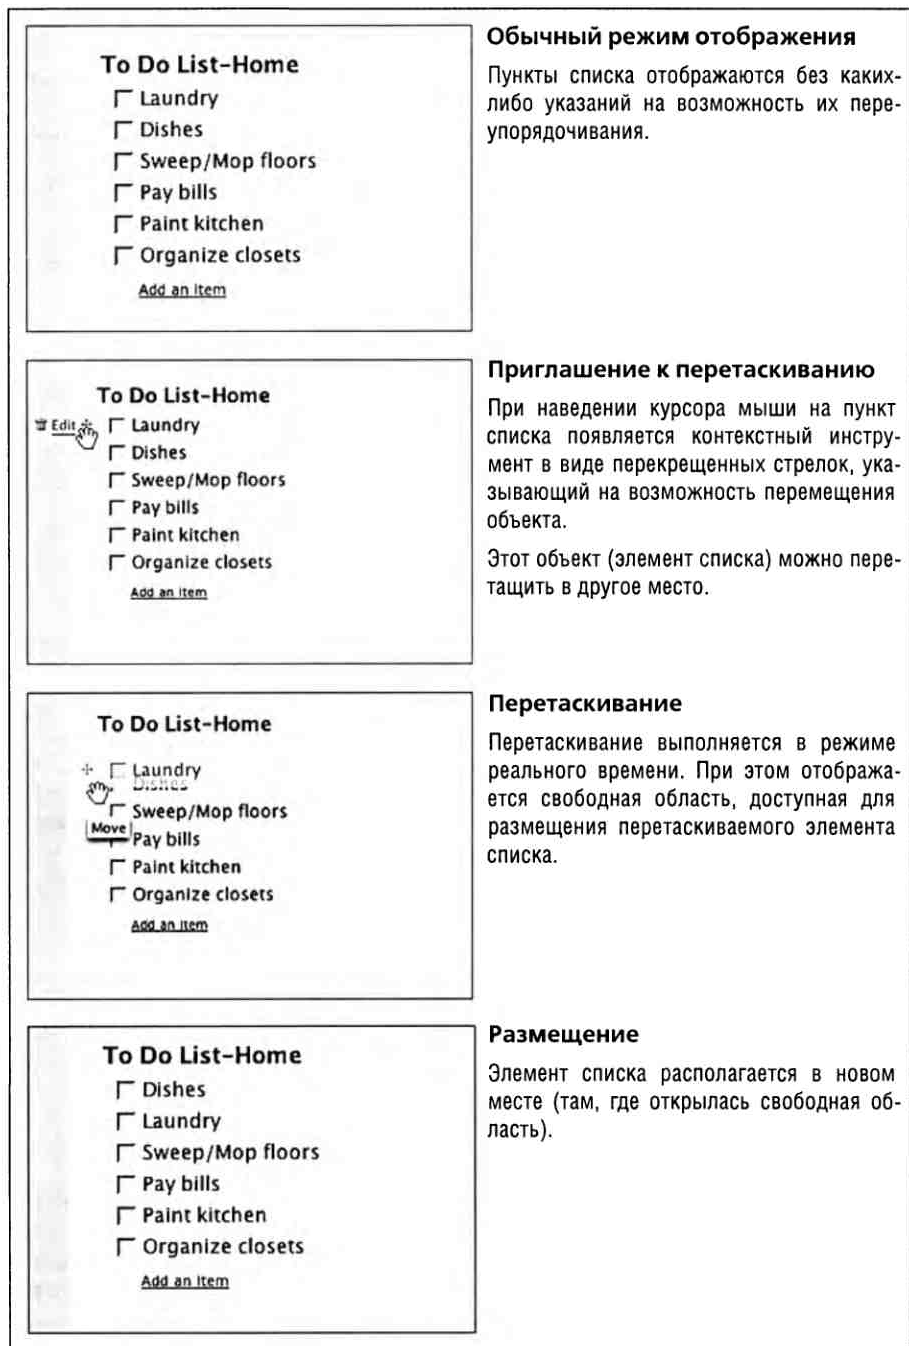 To Do List–Home
Laundry
Dishes
Sweep/Mop floors
Pay bills
Paint kitchen
Organize closets
Add an item
Обычный режим отображения
Пункты списка отображаются без каких-
либо указаний на возможность их пере-
упорядочивания.
To Do List–Home
Edit
Laundry
Dishes
Sweep/Mop floors
Pay bills
Paint kitchen
Organize closets
Add an item
Приглашение к перетаскиванию
При наведении курсора мыши на пункт
списка появляется контекстный инстру-
мент в виде перекрещенных стрелок, ука-
зывающий на возможность перемещения
объекта.
Этот объект (элемент списка) можно пере-
тащить в другое место.
To Do List–Home
Laundry
Dishes
Sweep/Mop floors
Move
Pay bills
Paint kitchen
Organize closets
Add an item
Перетаскивание
Перетаскивание выполняется в режиме
реального времени. При этом отобража-
ется свободная область, доступная для
размещения перетаскиваемого элемента
списка.
To Do List–Home
Dishes
Laundry
Sweep/Mop floors
Pay bills
Paint kitchen
Organize closets
Add an item
Размещение
Элемент списка располагается в новом
месте (там, где открылась свободная об-
ласть).